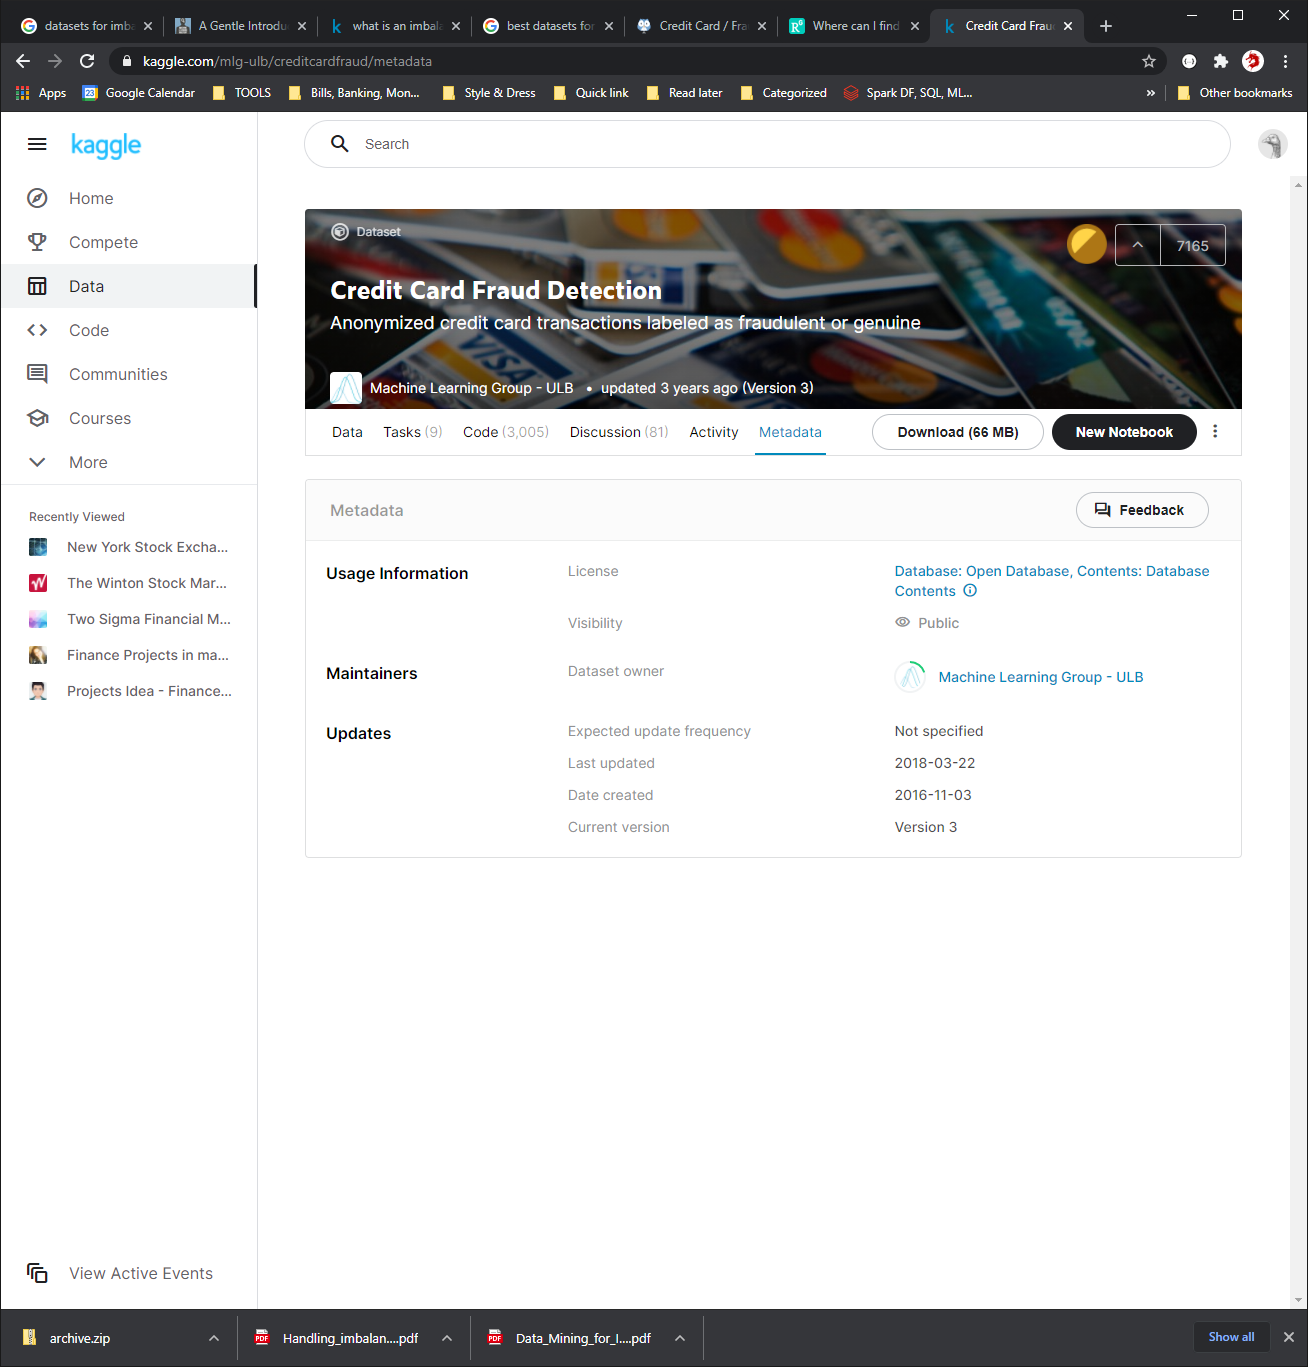 datasets for imba
A Gentle Introdu
what is an imbala
best datasets for
Credit Card / Fra
Where can I find
Credit Card Frau
kaggle.com/mlg-ulb/creditcardfraud/metadata
Apps
23
Google Calendar
TOOLS
Bills, Banking, Mon...
Style & Dress
Quick link
Read later
Categorized
Spark DF, SQL, ML...
»
Other bookmarks
kaggle
Search
Home
Compete
Data
Code
Communities
Courses
More
Recently Viewed
New York Stock Excha...
The Winton Stock Mar...
Two Sigma Financial M...
Finance Projects in ma...
Projects Idea - Finance...
View Active Events
Dataset
7165
Credit Card Fraud Detection
Anonymized credit card transactions labeled as fraudulent or genuine
VISA
Machine Learning Group - ULB • updated 3 years ago (Version 3)
Data
Tasks (9)
Code (3,005)
Discussion (81)
Activity
Metadata
Download (66 MB)
New Notebook
Metadata
Feedback
Usage Information
License
Database: Open Database, Contents: Database
Contents
Visibility
Public
Maintainers
Dataset owner
Machine Learning Group - ULB
Updates
Expected update frequency
Not specified
Last updated
2018-03-22
Date created
2016-11-03
Current version
Version 3
archive.zip
PDF
Handling_imbalan....pdf
PDF
Data_Mining_for_I....pdf
Show all